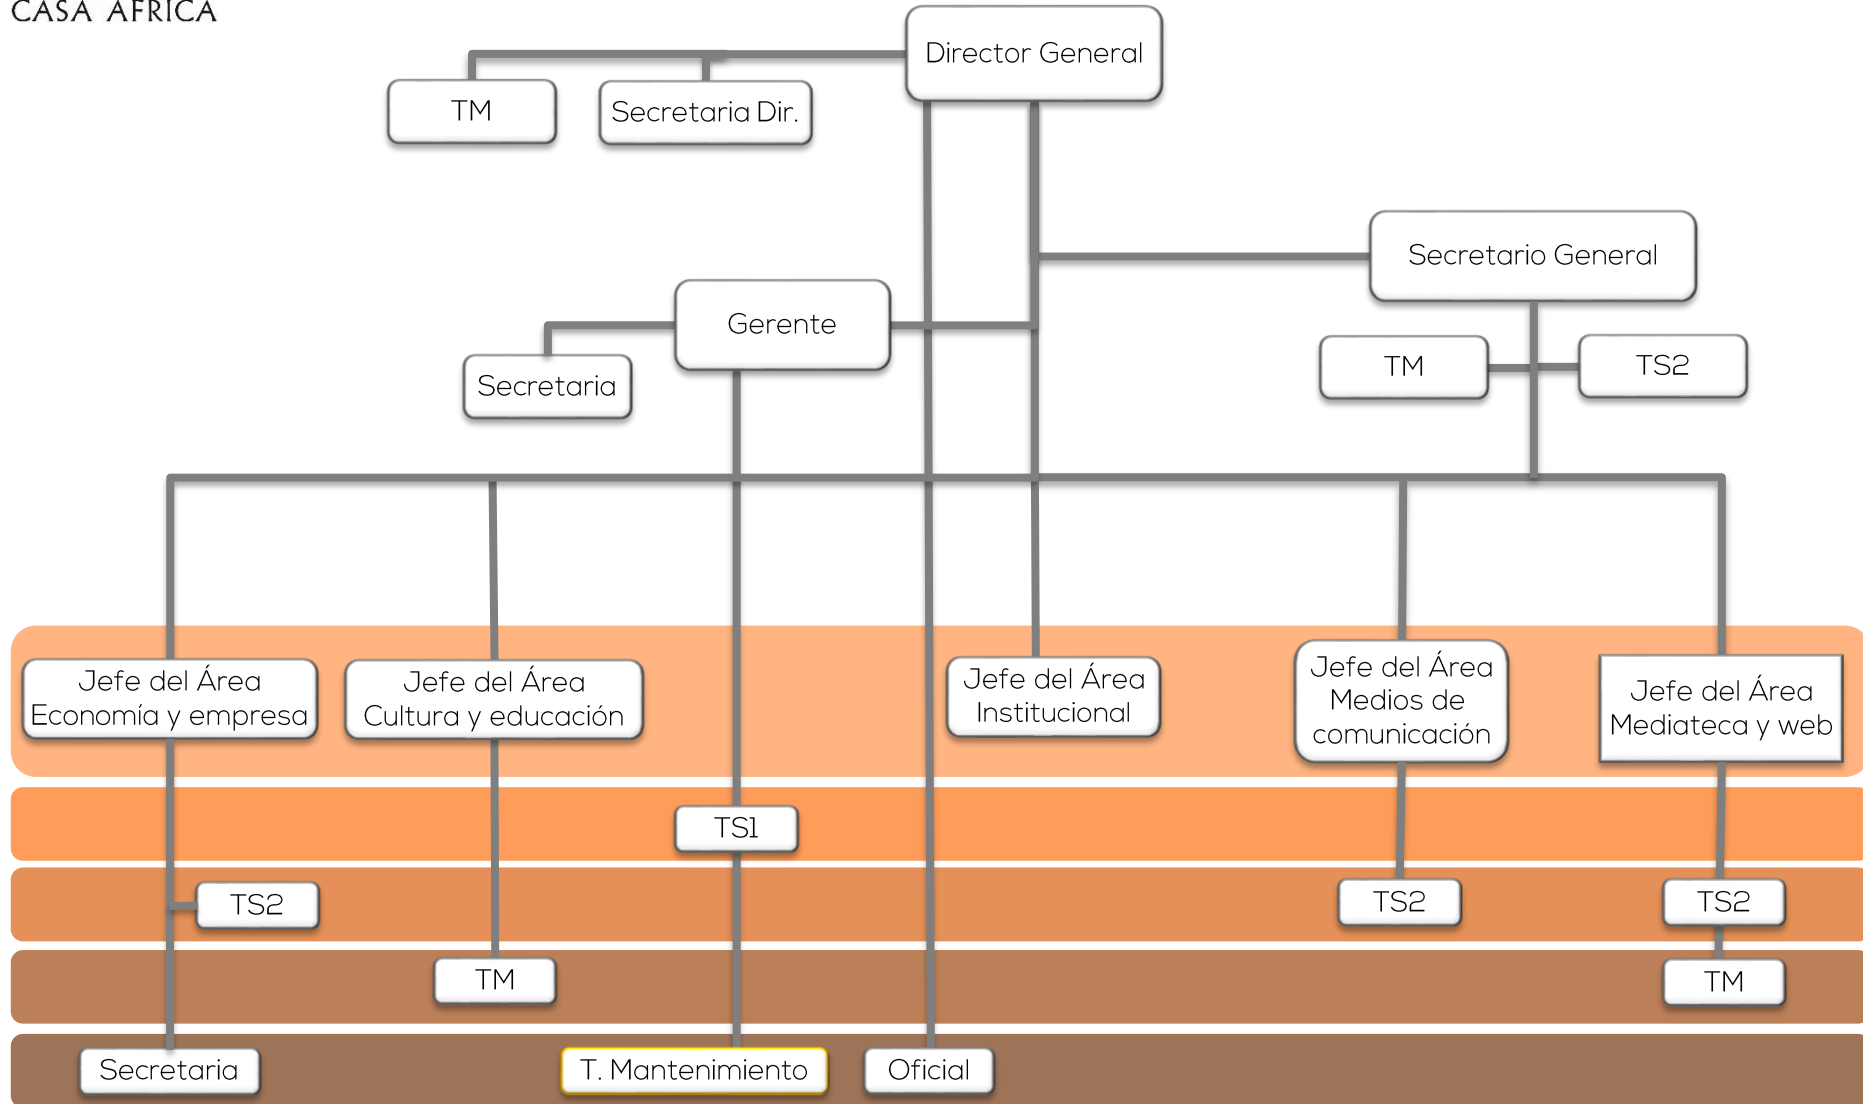 CASA AFRICA
Director General
TM
Secretaria Dir.
Secretario General
Gerente
TM
TS2
Secretaria
Jefe del Área
Economía y empresa
Jefe del Área
Cultura y educación
Jefe del Área
Institucional
Jefe del Área
Medios de
comunicación
Jefe del Área
Mediateca y web
TS1
TS2
TS2
TS2
TM
TM
Secretaria
T. Mantenimiento
Oficial